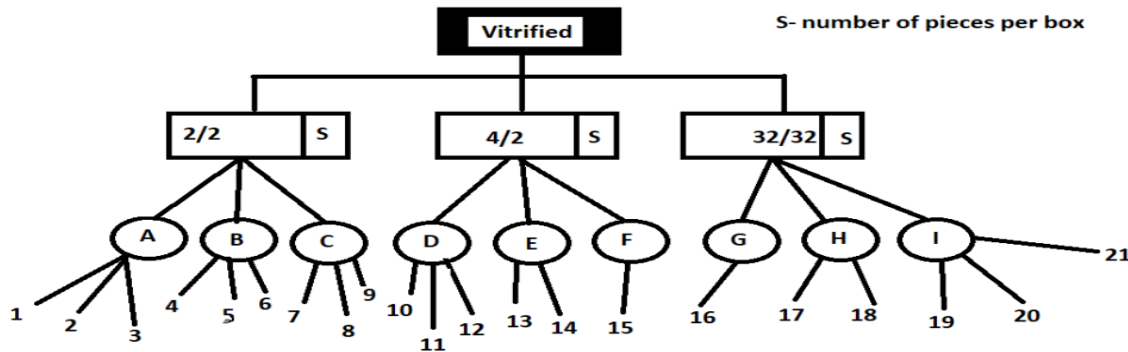 Vitrified
S- number of pieces per box
2/2 S
4/2 S
32/32 S
A B C D E F G H I
1 2 3 4 5 6 7 8 9 10 11 12 13 14 15 16 17 18 19 20 21